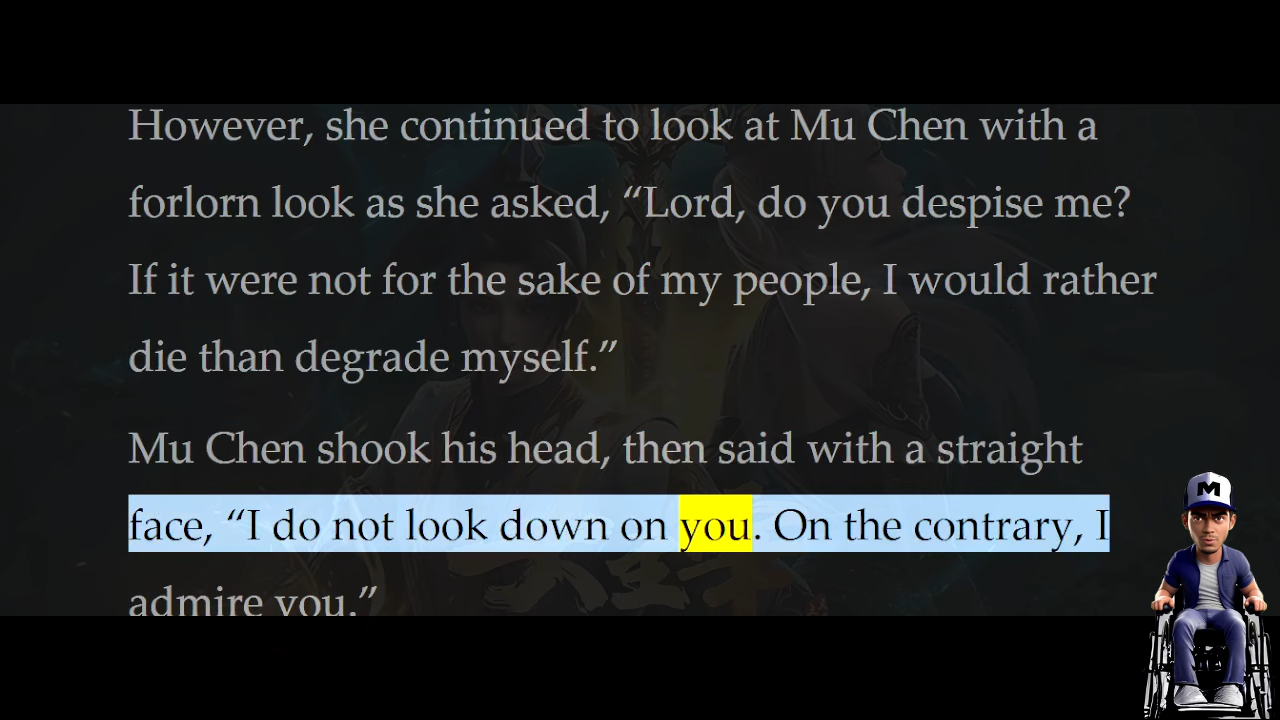 However, she continued to look at Mu Chen with a
forlorn look as she asked, “Lord, do you despise me?
If it were not for the sake of my people, I would rather
die than degrade myself.”
Mu Chen shook his head, then said with a straight
face, “I do not look down on you. On the contrary, I
admire you.”
M